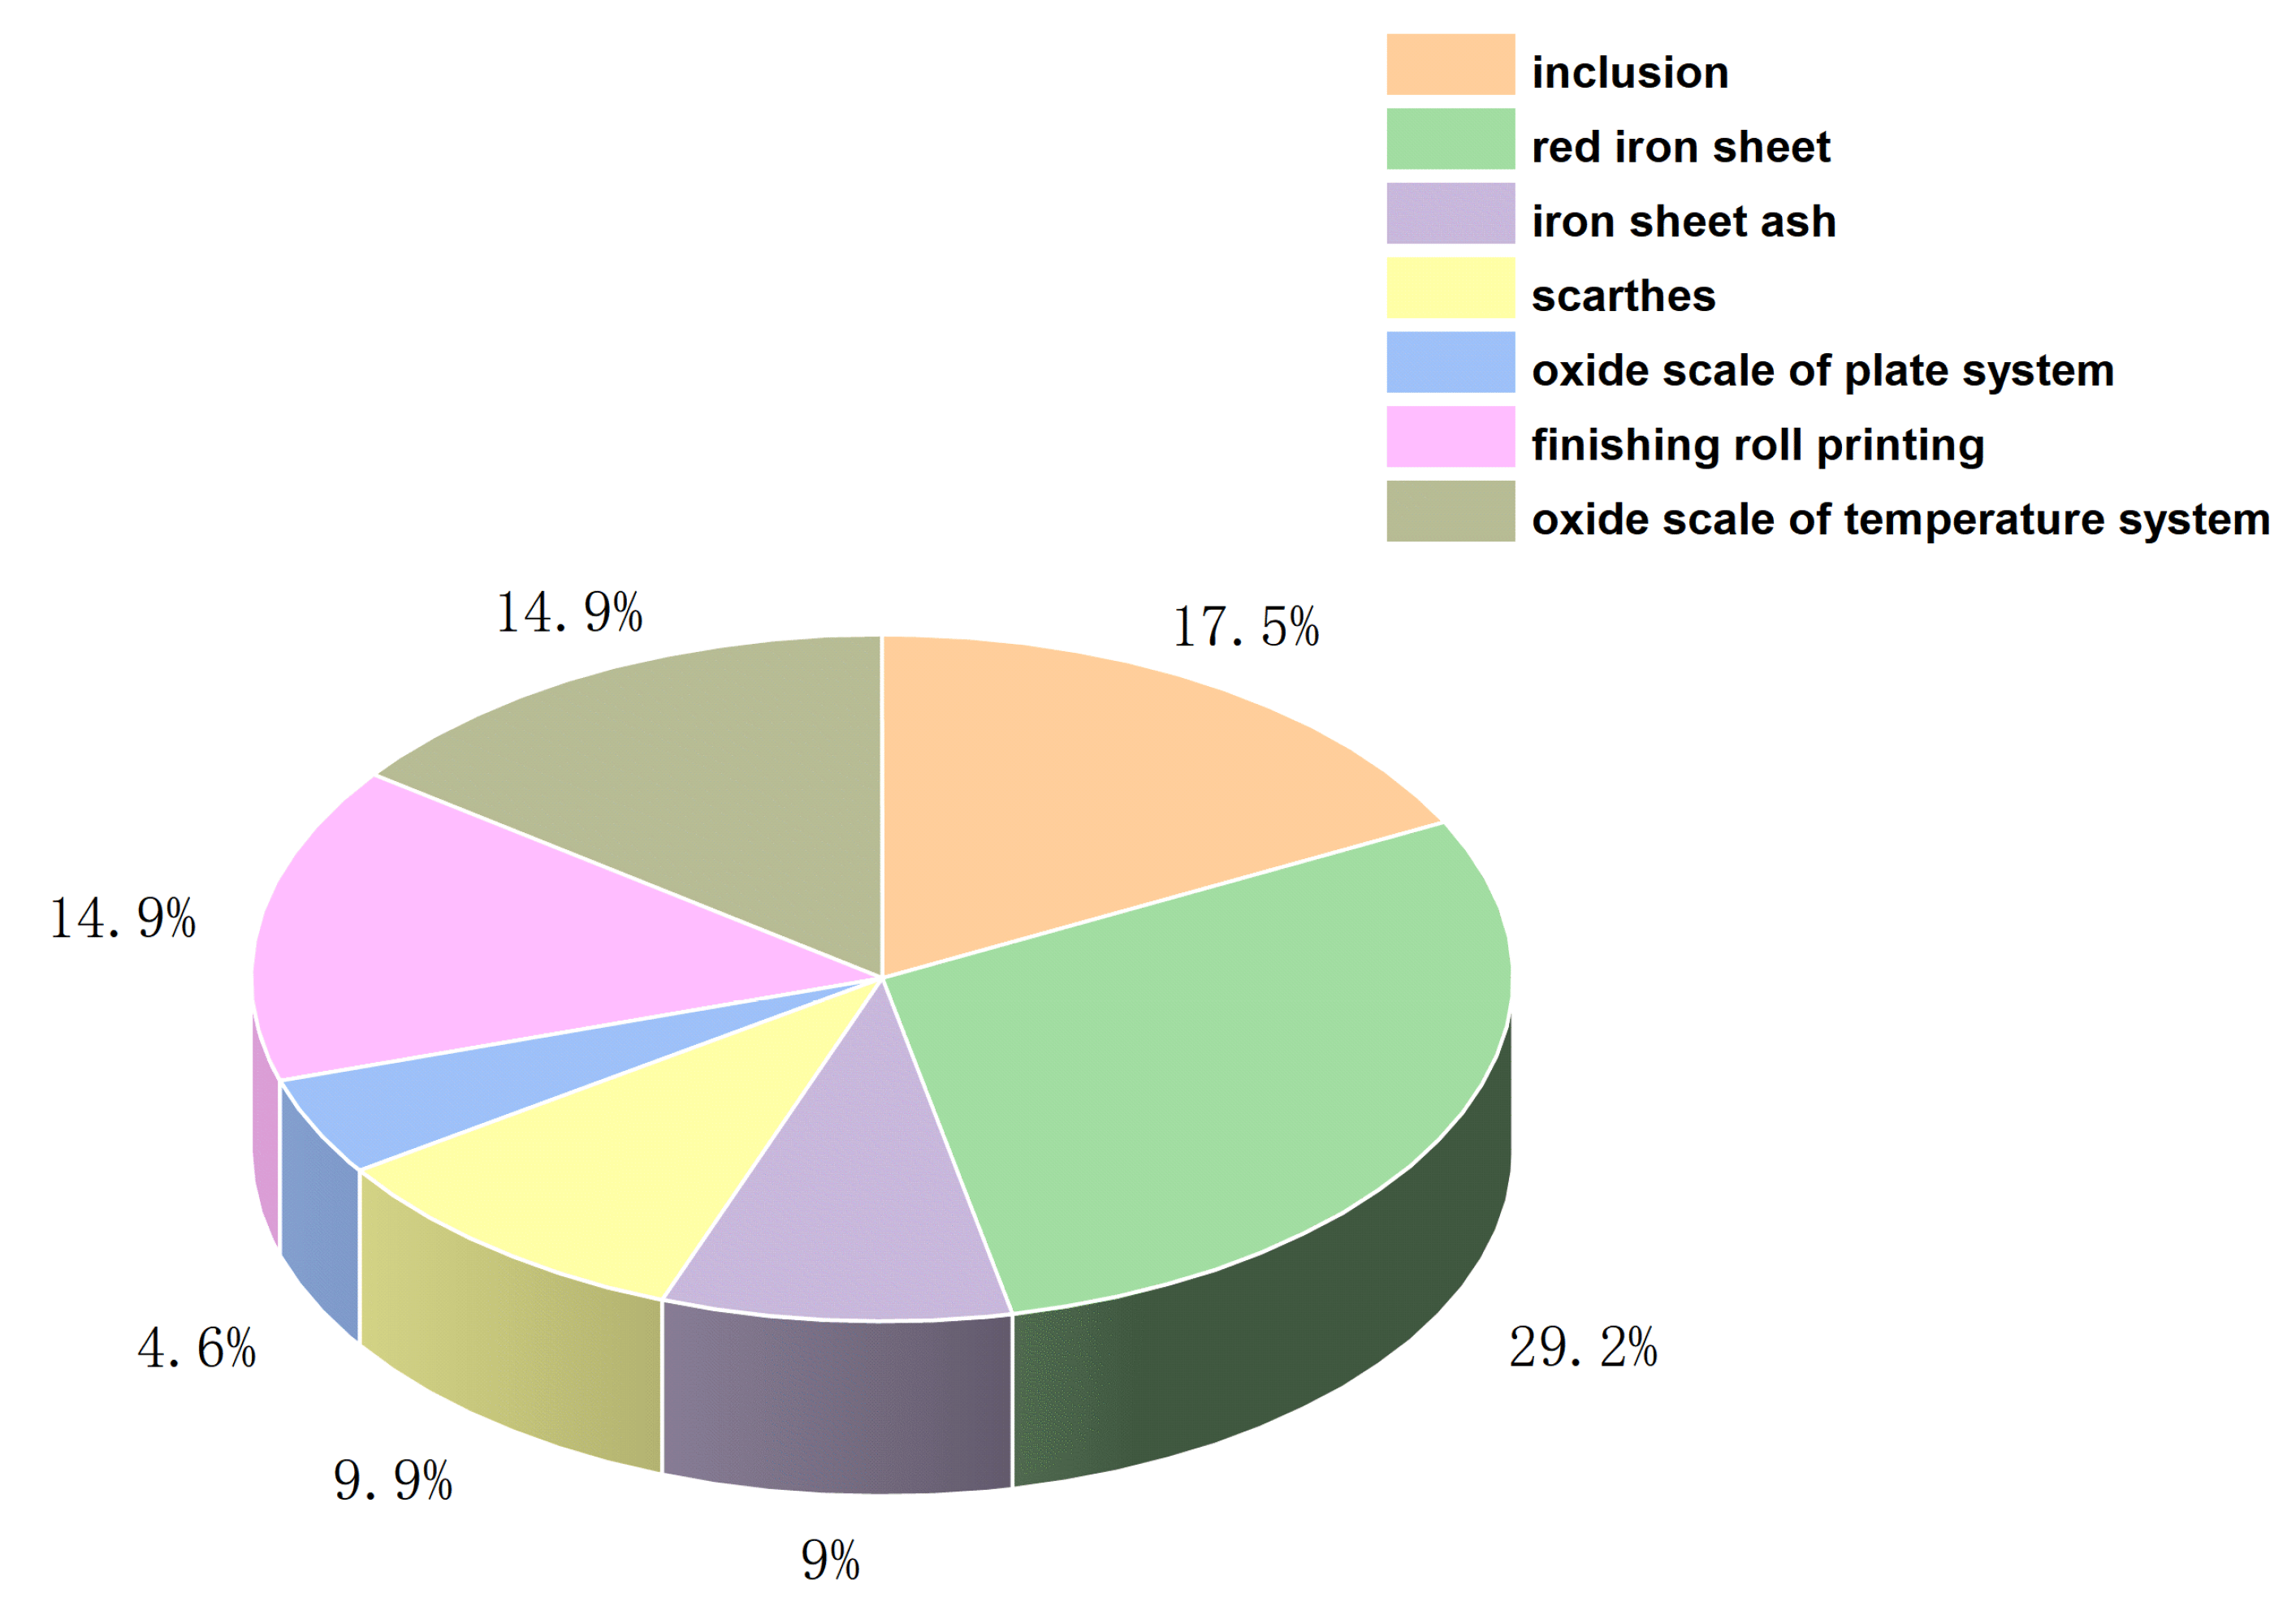 inclusion
red iron sheet
iron sheet ash
scarthes
oxide scale of plate system
finishing roll printing
oxide scale of temperature system
14.9%
17.5%
14.9%
4.6%
29.2%
9.9%
9%